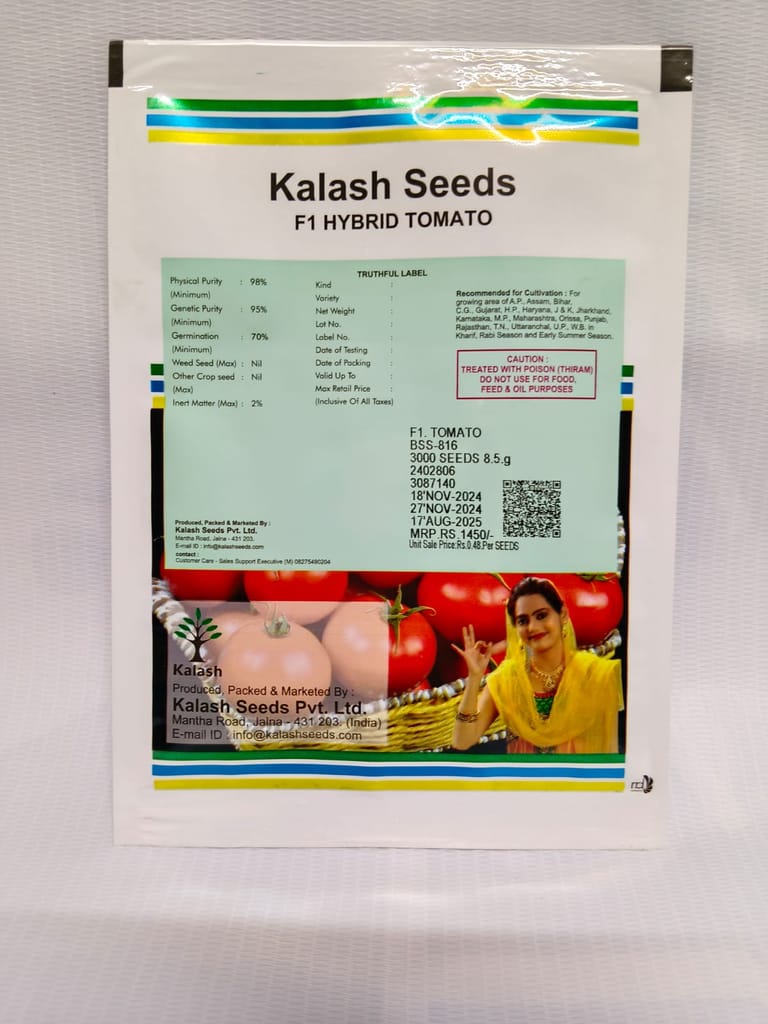 Kalash Seeds
F1 HYBRID TOMATO
TRUTHFUL LABEL
Physical Purity : 98%
(Minimum)
Genetic Purity : 95%
(Minimum)
Germination : 70%
(Minimum)
Weed Seed (Max) : Nil
Other Crop seed : Nil
(Max)
Inert Matter (Max) : 2%
Kind :
Variety :
Net Weight :
Lot No. :
Label No. :
Date of Testing :
Date of Packing :
Valid Up To :
Max Retail Price :
(Inclusive Of All Taxes)
Recommended for Cultivation : For
growing area of A.P., Assam, Bihar,
C.G., Gujarat, H.P., Haryana, J & K, Jharkhand,
Karnataka, M.P., Maharashtra, Orissa, Punjab,
Rajasthan, T.N., Uttaranchal, U.P., W.B. in
Kharif, Rabi Season and Early Summer Season.
CAUTION :
TREATED WITH POISON (THIRAM)
DO NOT USE FOR FOOD,
FEED & OIL PURPOSES
F1. TOMATO
BSS-816
3000 SEEDS 8.5.g
2402806
3087140
18'NOV-2024
27'NOV-2024
17'AUG-2025
MRP.RS.1450/-
Unit Sale Price:Rs.0.48.Per SEEDS
Produced, Packed & Marketed By :
Kalash Seeds Pvt. Ltd.
Mantha Road, Jalna - 431 203.
E-mail ID : info@kalashseeds.com
contact :
Customer Care - Sales Support Executive (M) 08275490204
Kalash
Produced, Packed & Marketed By :
Kalash Seeds Pvt. Ltd.
Mantha Road, Jalna - 431 203. (India)
E-mail ID : info@kalashseeds.com